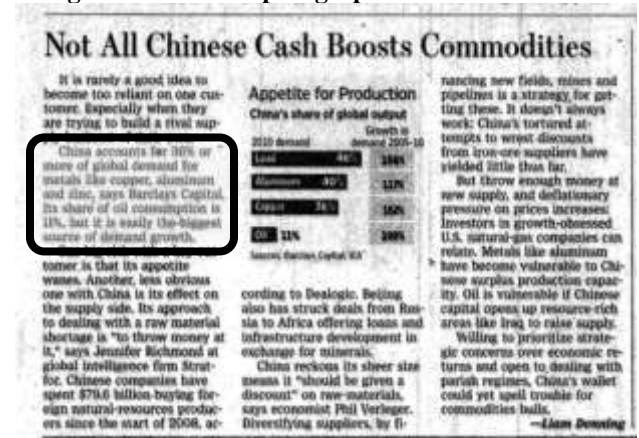 Not All Chinese Cash Boosts Commodities
It is rarely a good idea to
become too reliant on one cus-
tomer. Especially when they
are trying to build a rival sup-
China accounts for 36% or
more of global demand for
metals like copper, aluminum
and zinc, says Barclays Capital.
Its share of oil consumption is
11%, but it is easily the biggest
source of demand growth.
tomer is that its appetite
wanes. Another, less obvious
one with China is its effect on
the supply side. Its approach
to dealing with a raw material
shortage is "to throw money at
it," says Jennifer Richmond at
global intelligence firm Strat-
for. Chinese companies have
spent $79.6 billion buying for-
eign natural-resources produc-
ers since the start of 2008, ac-
Appetite for Production
China's share of global output
Growth in
2010 demand demand 2005-10
Lead
Aluminum 40%
Copper
Oil 11%
Sources: Barclays Capital; IEA
cording to Dealogic. Beijing
also has struck deals from Rus-
sia to Africa offering loans and
infrastructure development in
exchange for minerals.
China reckons its sheer size
means it "should be given a
discount" on raw-materials,
says economist Phil Verleger.
Diversifying suppliers, by fi-
nancing new fields, mines and
pipelines is a strategy for get-
ting these. It doesn't always
work: China's tortured at-
tempts to wrest discounts
from iron-ore suppliers have
yielded little thus far.
But throw enough money at
new supply, and deflationary
pressure on prices increases:
Investors in growth-obsessed
U.S. natural-gas companies can
relate. Metals like aluminum
have become vulnerable to Chi-
nese surplus production capac-
ity. Oil is vulnerable if Chinese
capital opens up resource-rich
areas like Iraq to raise supply.
Willing to prioritize strate-
gic concerns over economic re-
turns and open to dealing with
pariah regimes, China's wallet
could yet spell trouble for
commodities bulls.
—Liam Denning